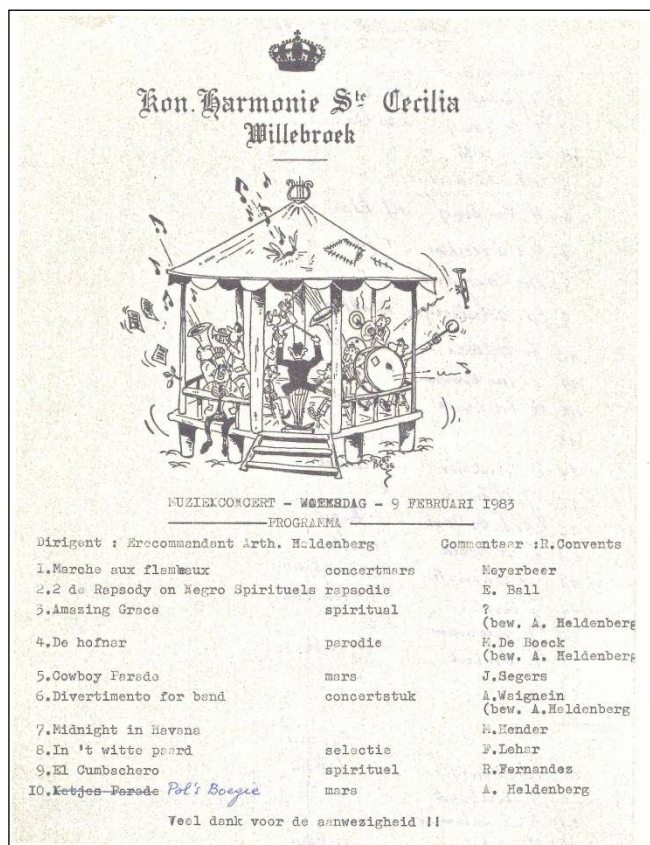 Kon. Harmonie Ste Cecilia
Willebroek
MUZIEKCONCERT - WOENSDAG - 9 FEBRUARI 1983
PROGRAMMA
Dirigent : Erecommandant Arth. Heldenberg Commentaar :R.Convents
1.Marche aux flambeaux concertmars Meyerbeer
2.2 de Rapsody on Negro Spirituels rapsodie E. Ball
3.Amazing Grace spiritual ?
(bew. A. Heldenberg
4.De hofnar parodie M.De Boeck
(bew. A. Heldenberg
5.Cowboy Parade mars J.Segers
6.Divertimento for band concertstuk A.Waignein
(bew. A.Heldenberg
7.Midnight in Havana M.Hender
8.In 't witte paard selectie F.Lehar
9.El Cumbachero spirituel R.Fernandez
10.Ketjes Parade Pol's Boegie mars A. Heldenberg
Veel dank voor de aanwezigheid !!